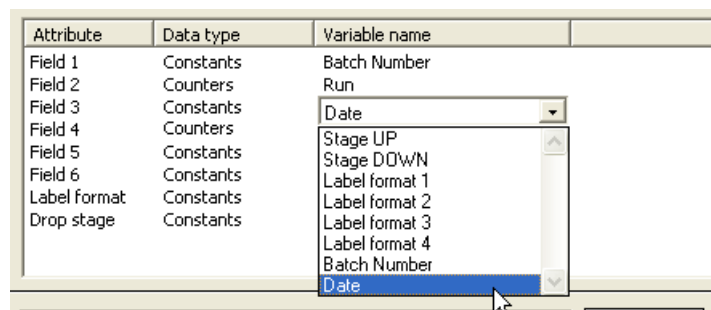 Attribute Data type Variable name
Field 1 Constants Batch Number
Field 2 Counters Run
Field 3 Constants Date
Field 4 Counters
Field 5 Constants
Field 6 Constants
Label format Constants
Drop stage Constants
Stage UP
Stage DOWN
Label format 1
Label format 2
Label format 3
Label format 4
Batch Number
Date